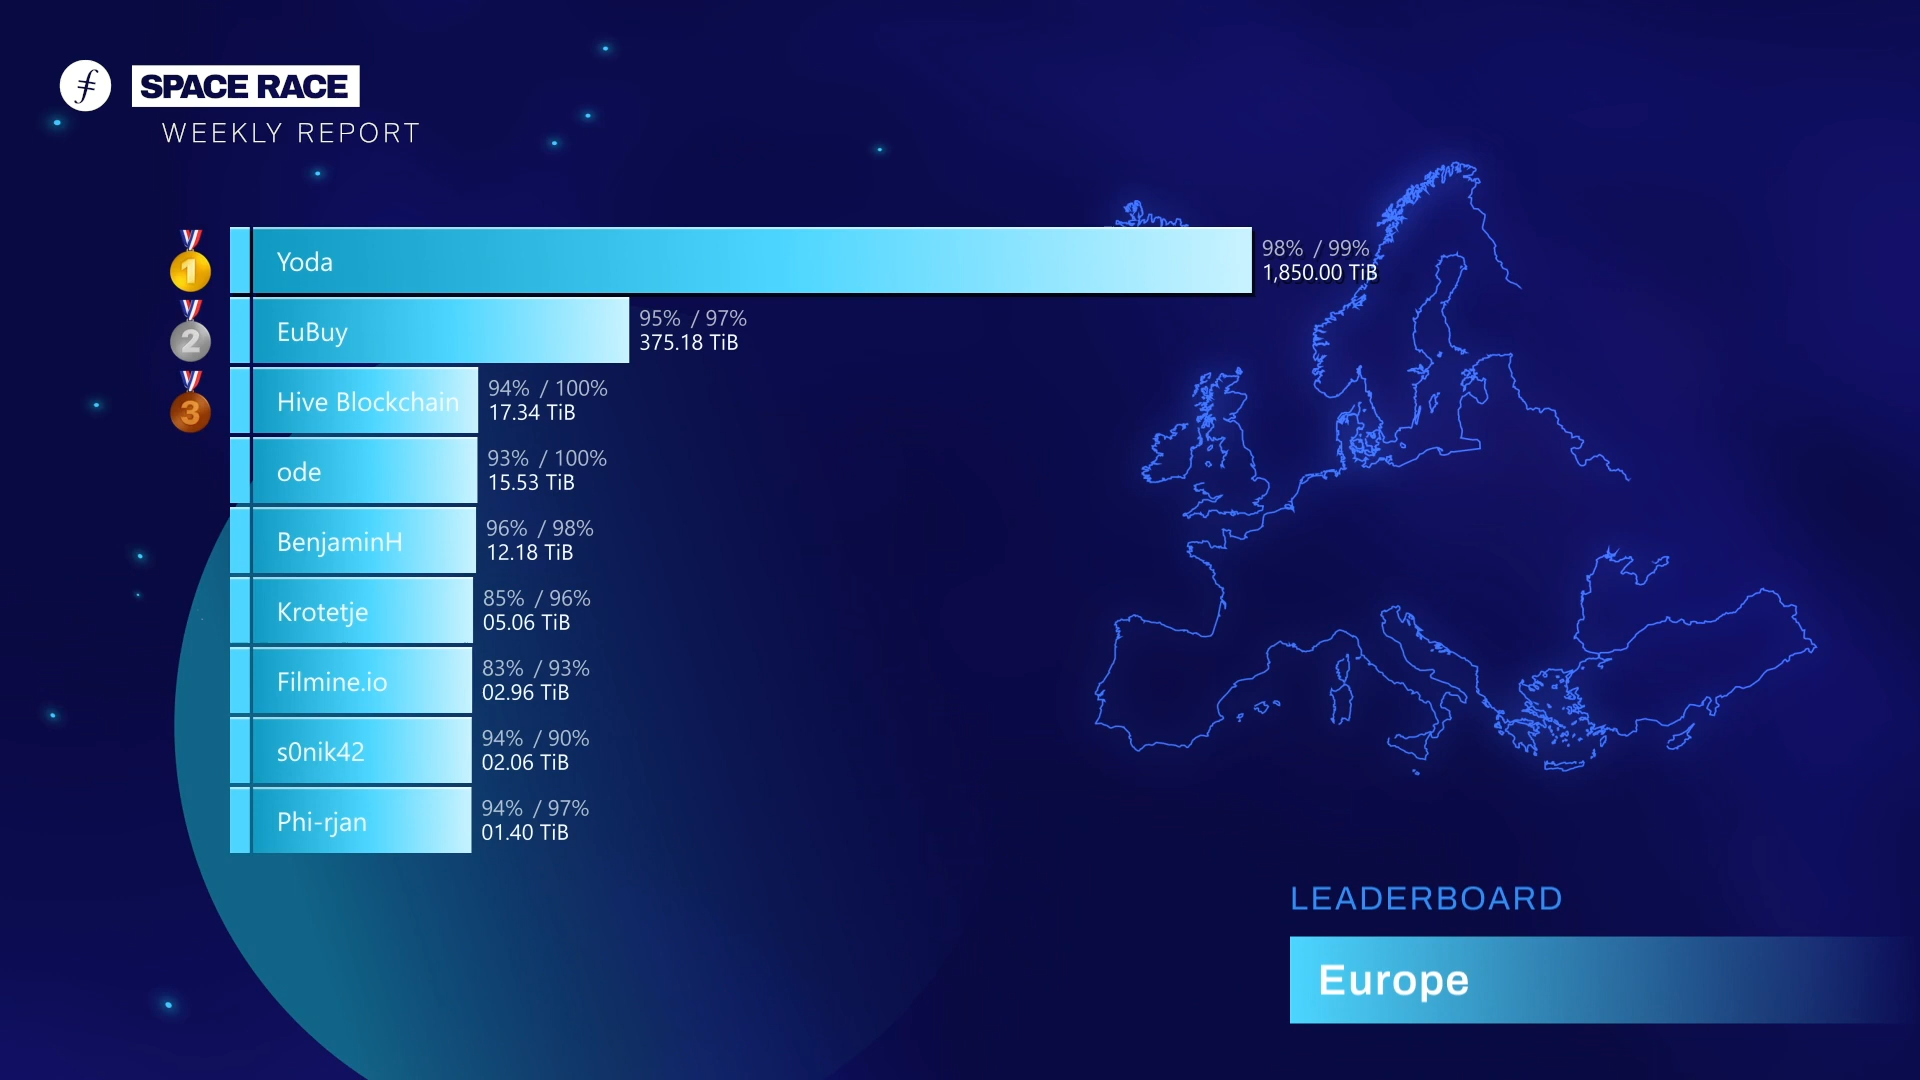 SPACE RACE
WEEKLY REPORT
1
Yoda
98% / 99%
1,850.00 TiB
2
EuBuy
95% / 97%
375.18 TiB
3
Hive Blockchain
94% / 100%
17.34 TiB
ode
93% / 100%
15.53 TiB
BenjaminH
96% / 98%
12.18 TiB
Krotetje
85% / 96%
05.06 TiB
Filmine.io
83% / 93%
02.96 TiB
s0nik42
94% / 90%
02.06 TiB
Phi-rjan
94% / 97%
01.40 TiB
LEADERBOARD
Europe